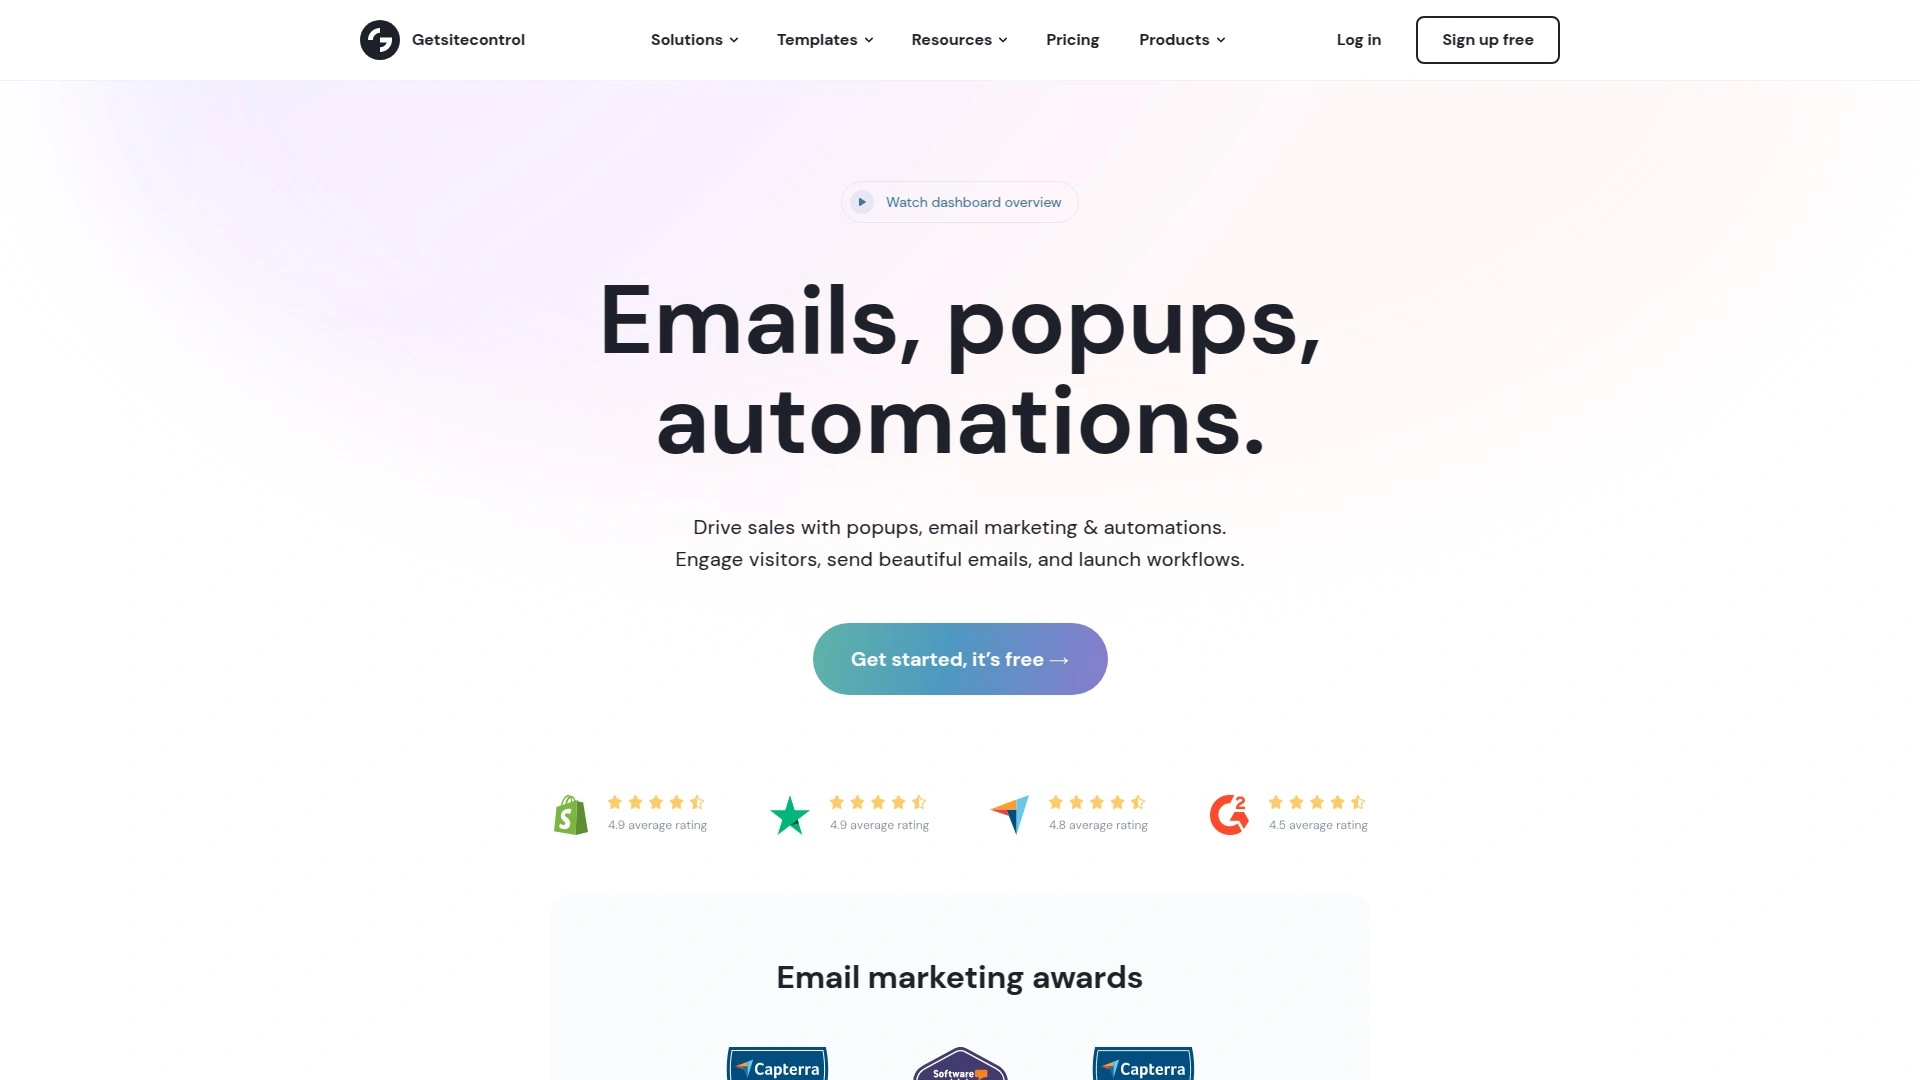 Getsitecontrol
Solutions
Templates
Resources
Pricing
Products
Log in
Sign up free
Watch dashboard overview
Emails, popups,
automations.
Drive sales with popups, email marketing & automations.
Engage visitors, send beautiful emails, and launch workflows.
Get started, it’s free →
4.9 average rating
4.9 average rating
4.8 average rating
4.5 average rating
Email marketing awards
Capterra
Software
Capterra